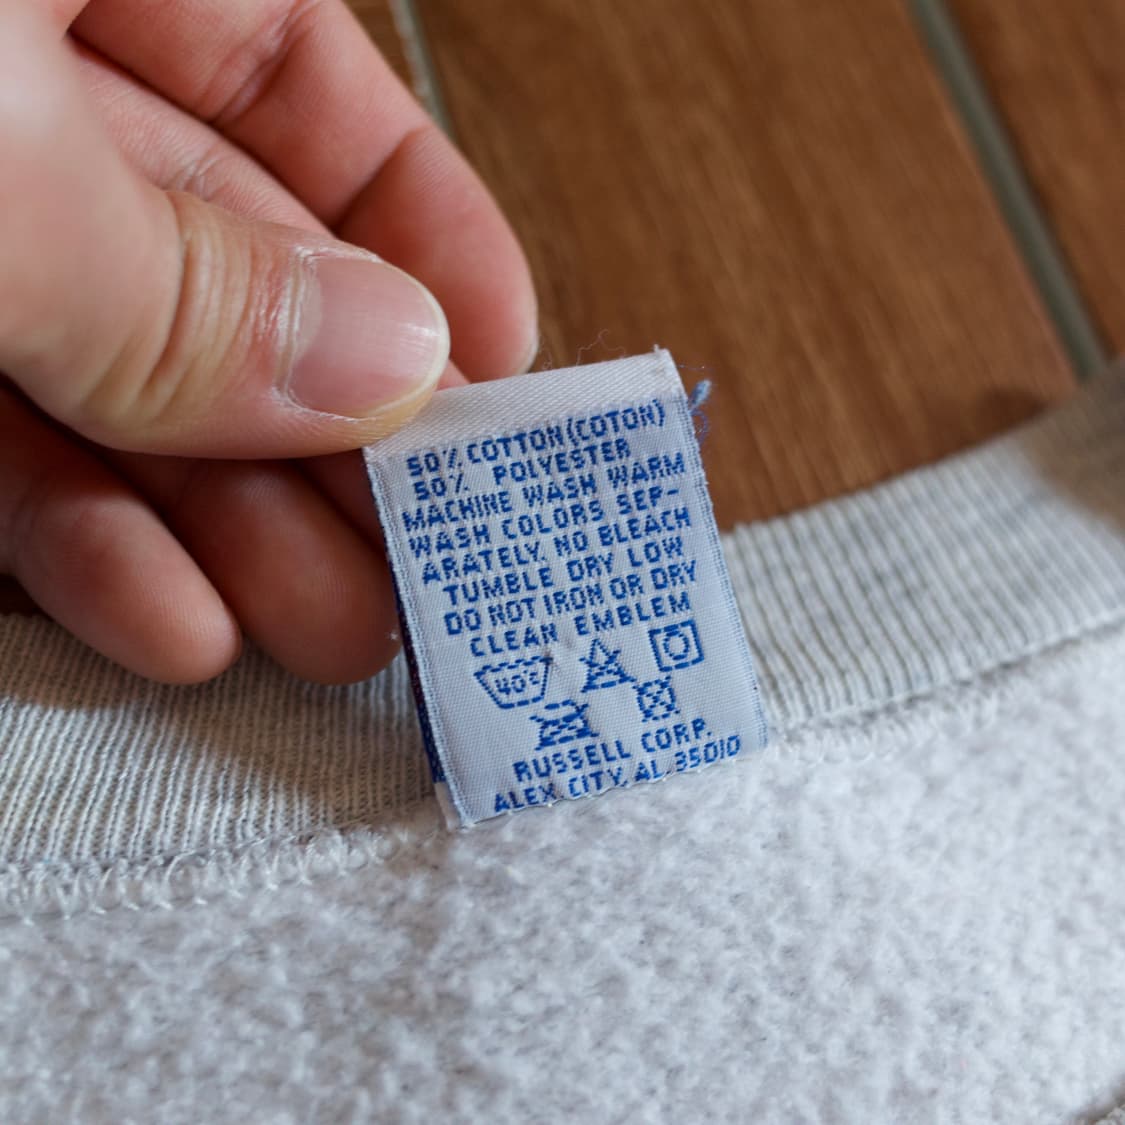 50% COTTON(COTON)
50% POLYESTER
MACHINE WASH WARM
WASH COLORS SEP-
ARATELY. NO BLEACH
TUMBLE DRY LOW
DO NOT IRON OR DRY
CLEAN EMBLEM
40°C
RUSSELL CORP.
ALEX CITY, AL 35010